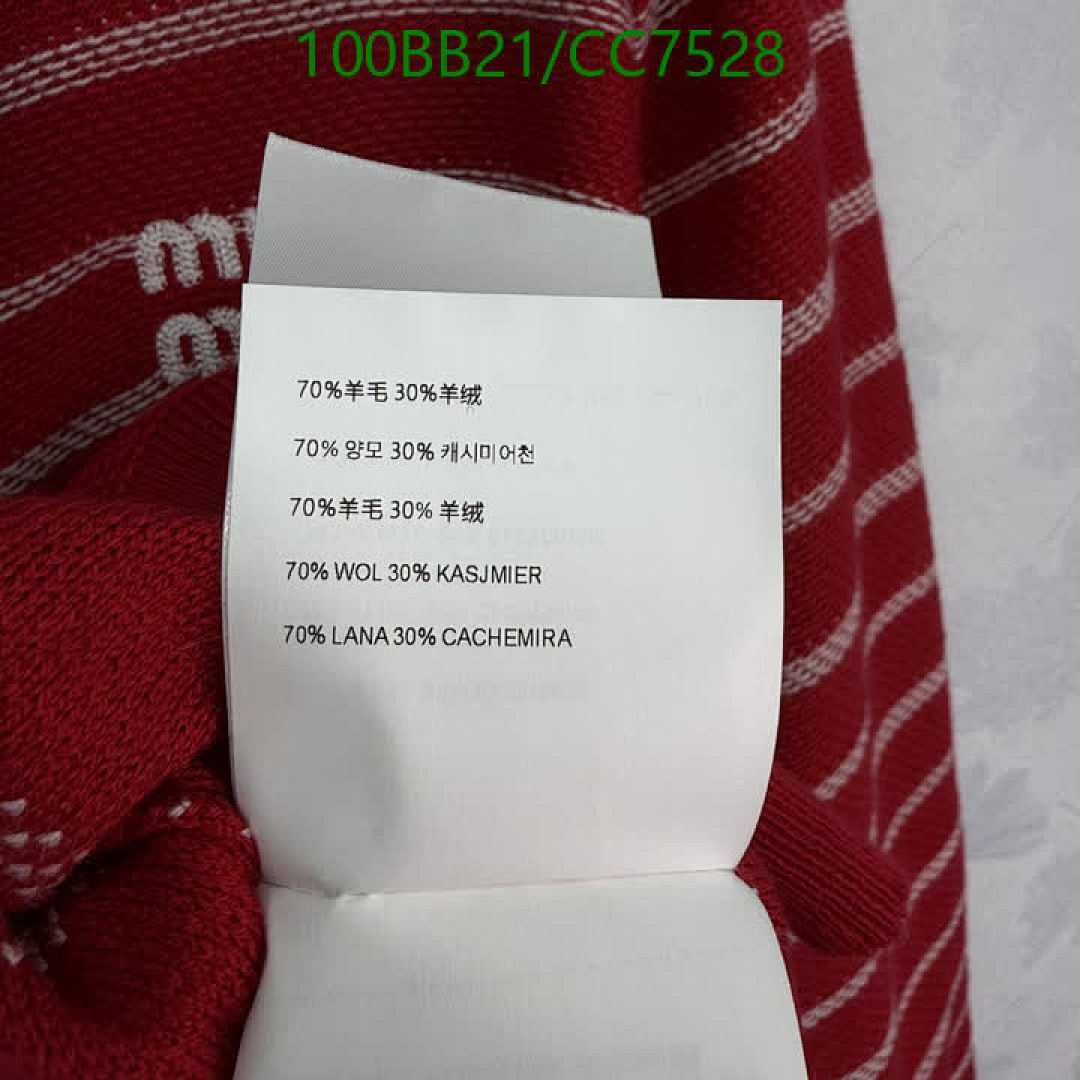 100BB21/CC7528
70%羊毛 30%羊绒
70% 양모 30% 캐시미어천
70%羊毛 30% 羊绒
70% WOL 30% KASJMIER
70% LANA 30% CACHEMIRA